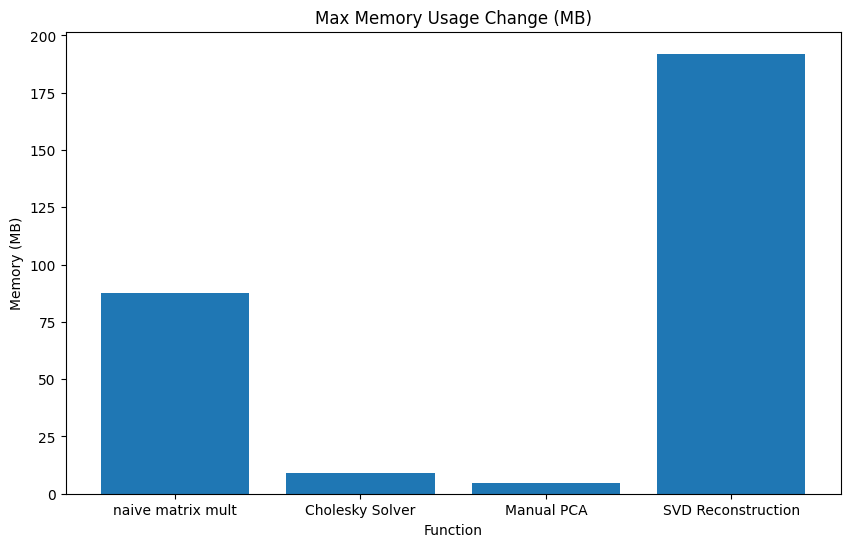 Max Memory Usage Change (MB)
200
175
150
125
100
75
50
25
0
Memory (MB)
naive matrix mult
Cholesky Solver
Manual PCA
SVD Reconstruction
Function